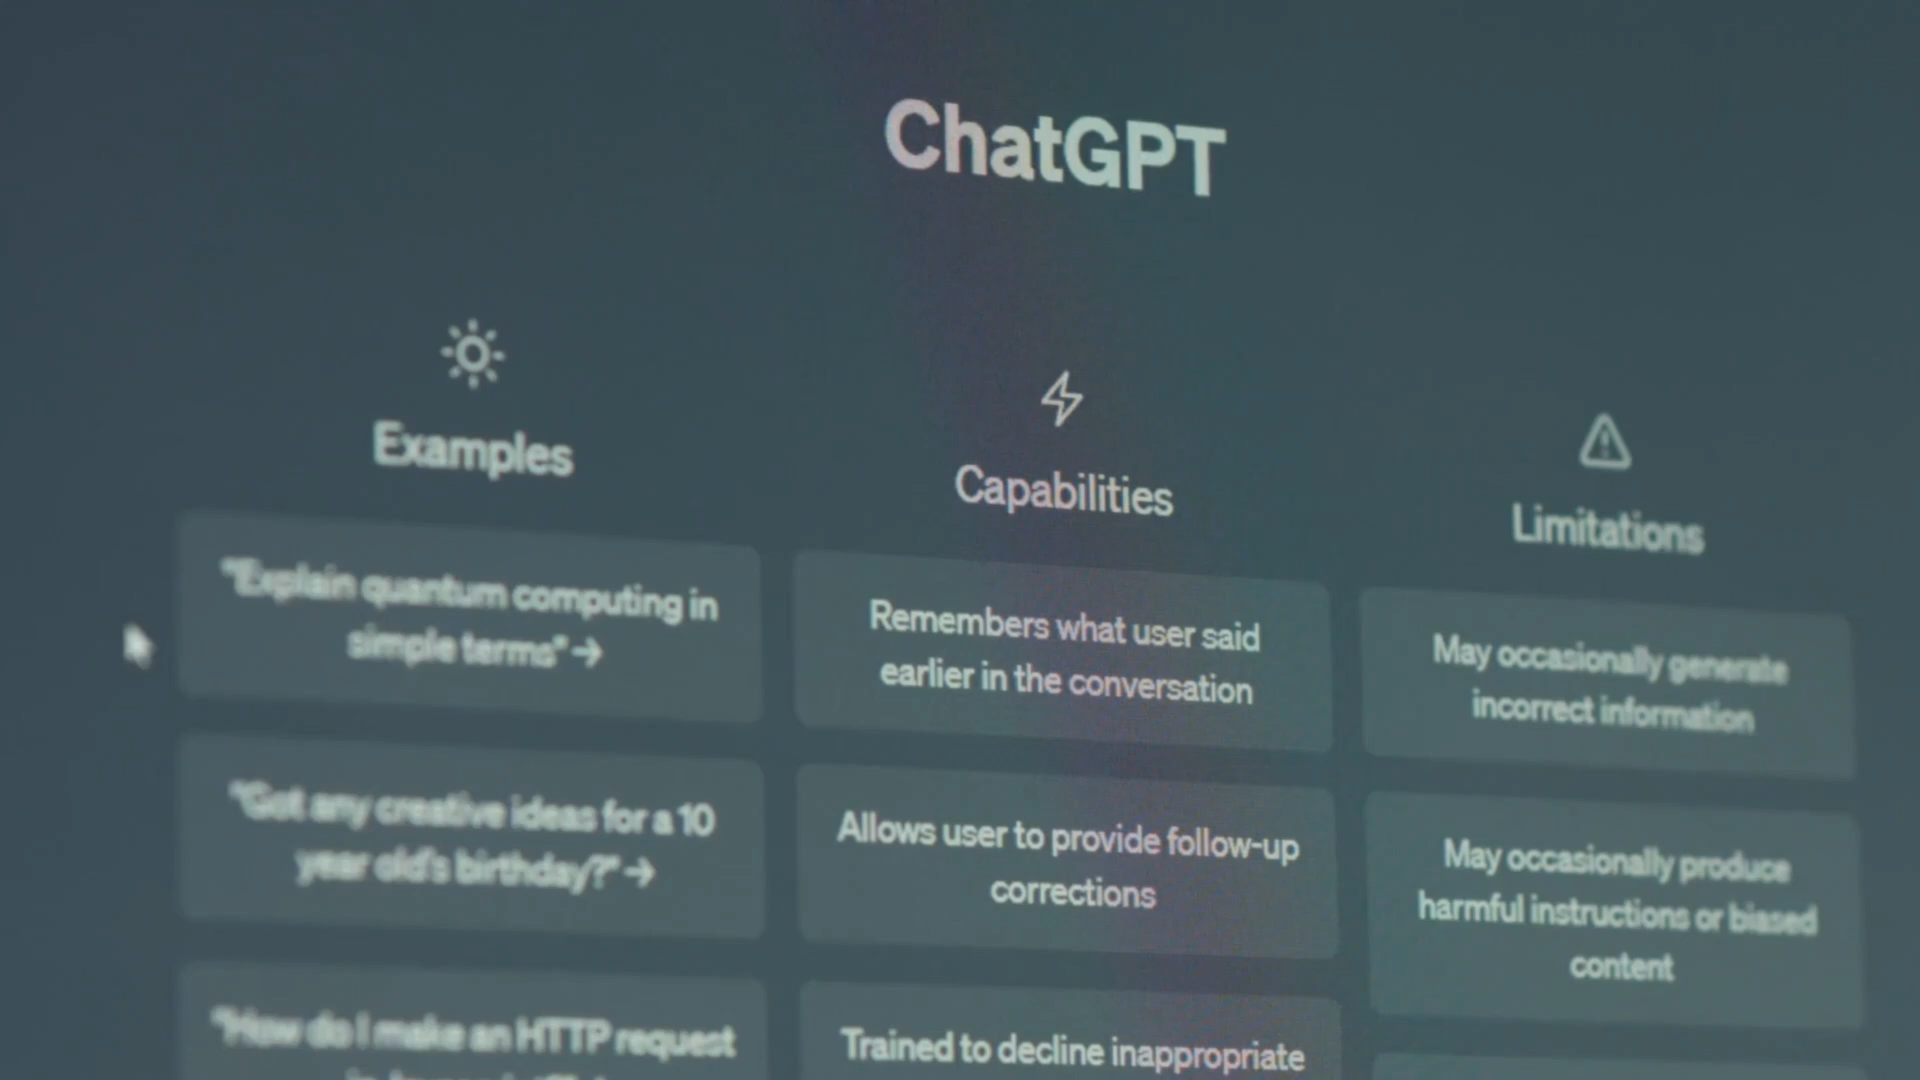 ChatGPT
Examples
"Explain quantum computing in
simple terms" →
"Got any creative ideas for a 10
year old's birthday?" →
"How do I make an HTTP request
Capabilities
Remembers what user said
earlier in the conversation
Allows user to provide follow-up
corrections
Trained to decline inappropriate
Limitations
May occasionally generate
incorrect information
May occasionally produce
harmful instructions or biased
content